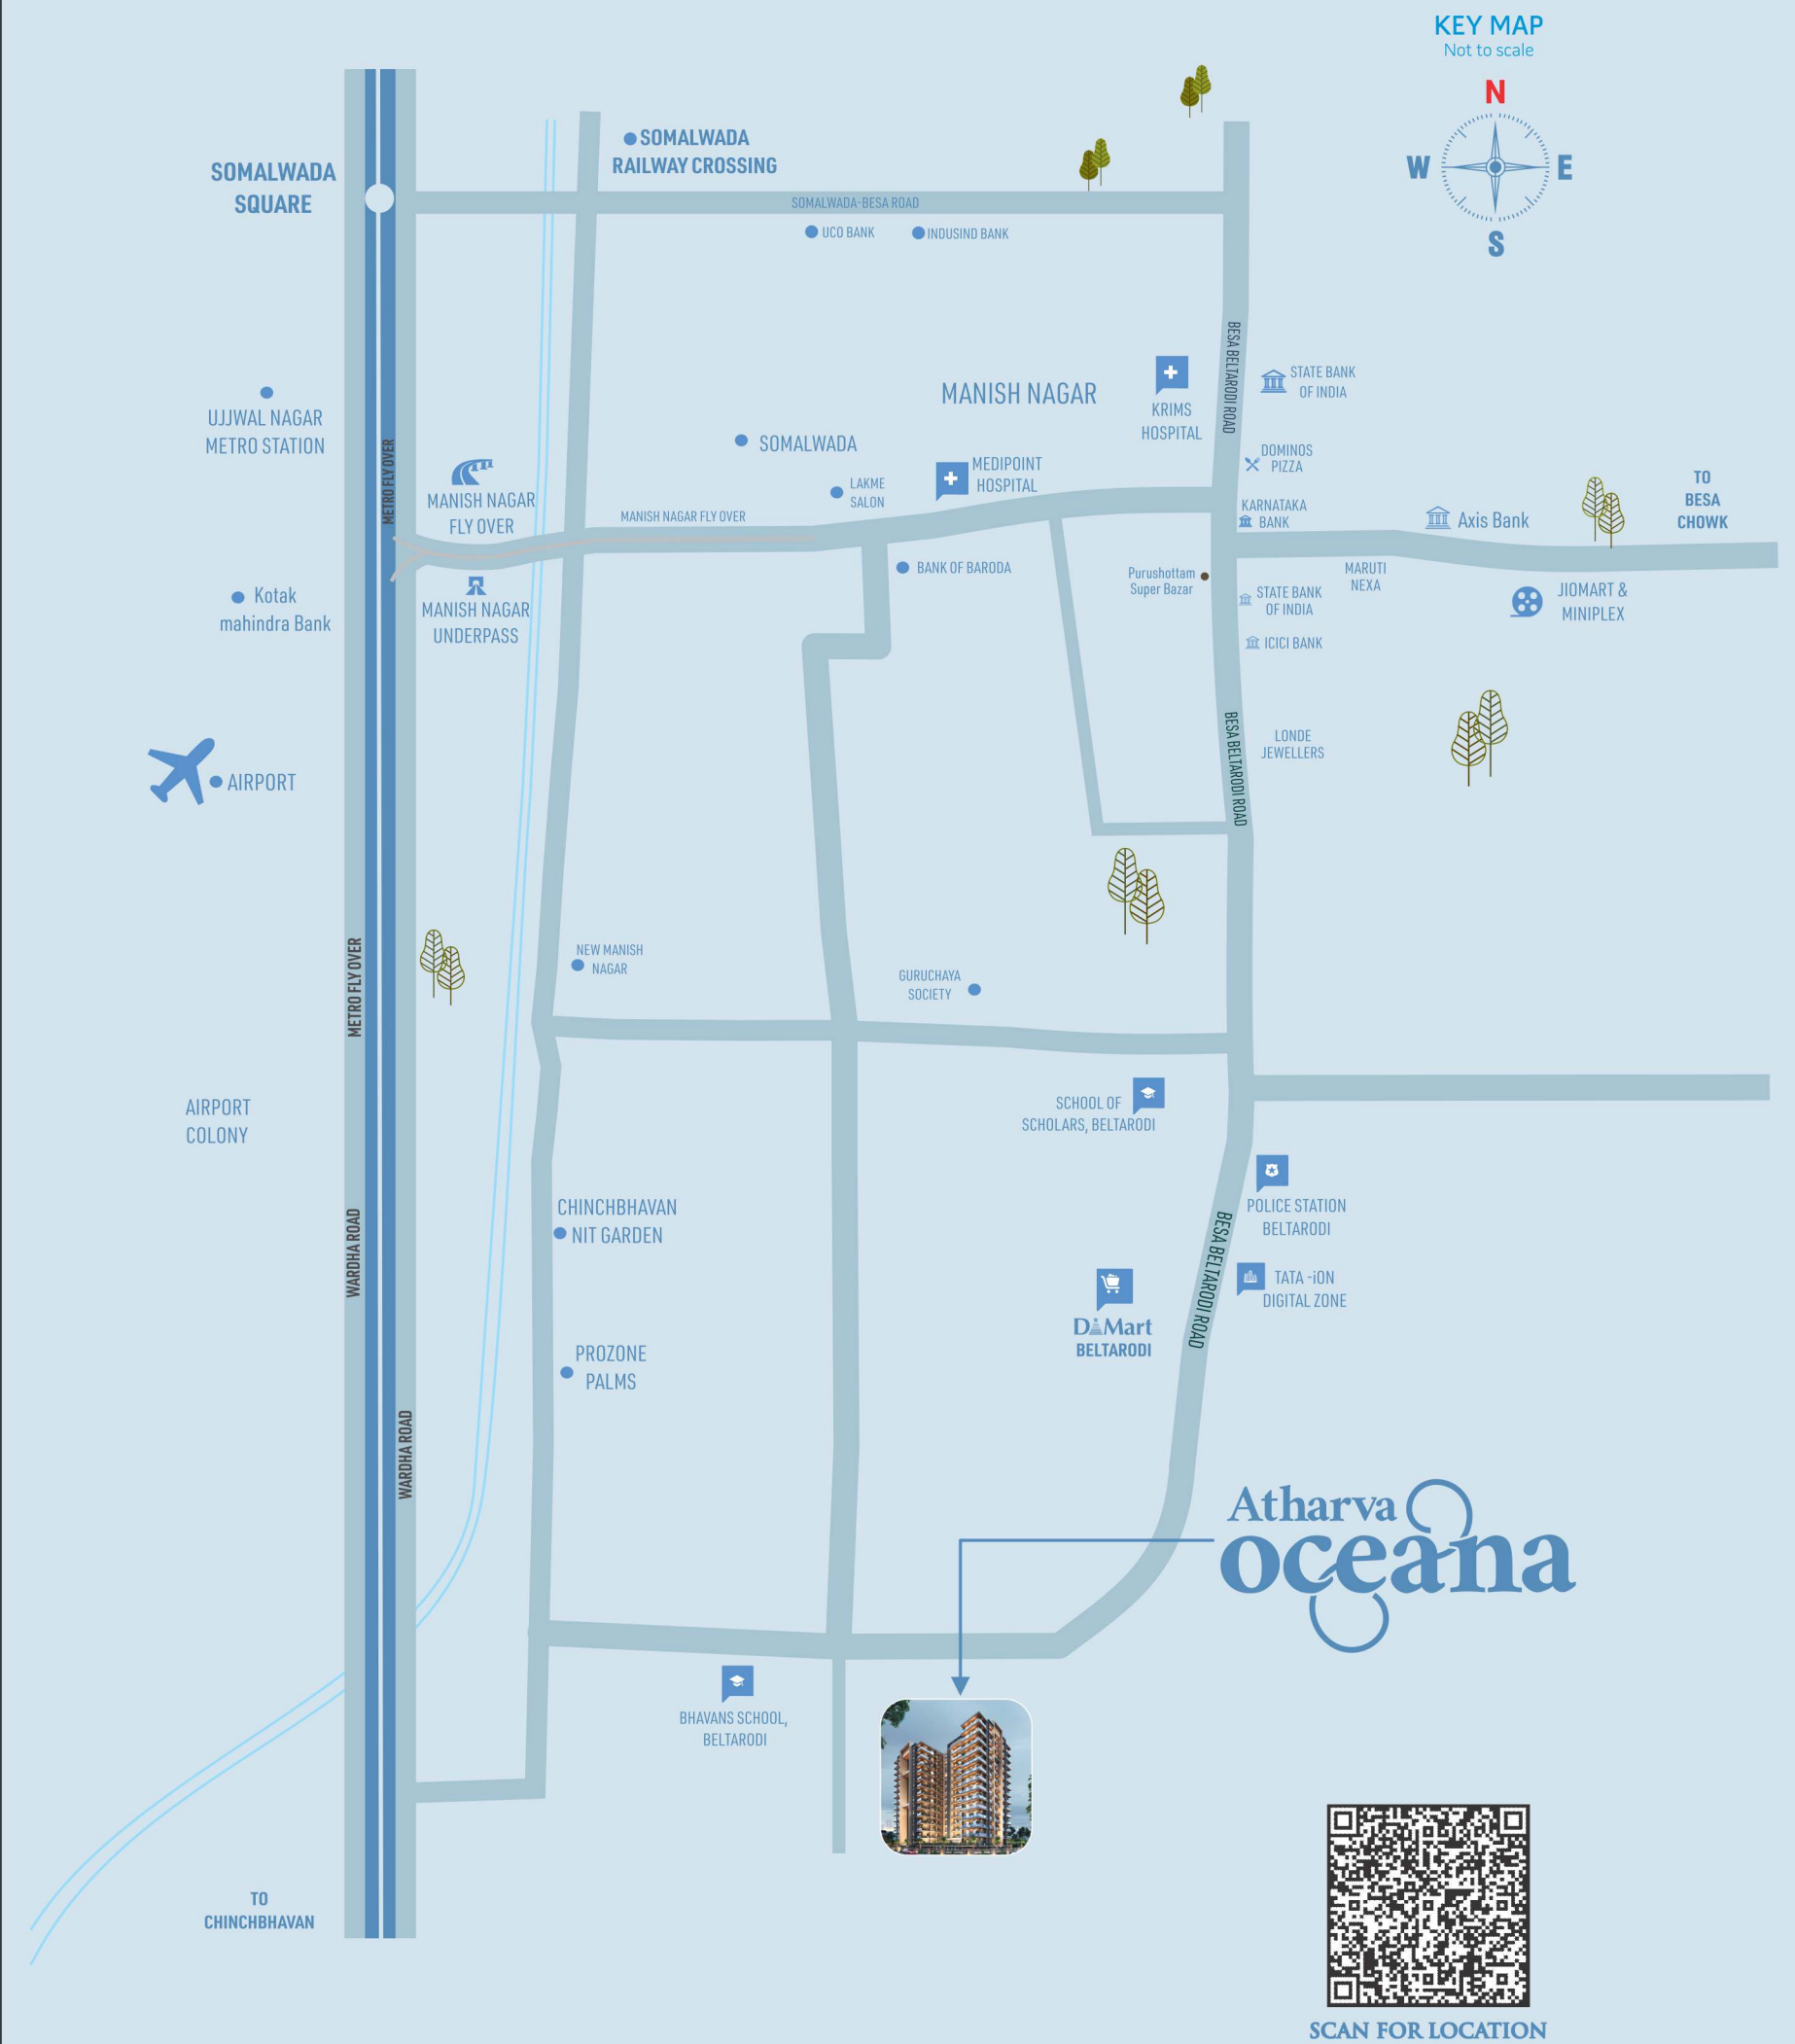 KEY MAP
Not to scale
N
W
E
S
SOMALWADA
RAILWAY CROSSING
SOMALWADA
SQUARE
SOMALWADA-BESA ROAD
UCO BANK
INDUSIND BANK
BESA BELTARODI ROAD
STATE BANK
OF INDIA
MANISH NAGAR
KRIMS
HOSPITAL
UJJWAL NAGAR
METRO STATION
METRO FLY OVER
SOMALWADA
DOMINOS
PIZZA
MEDIPOINT
HOSPITAL
LAKME
SALON
MANISH NAGAR
FLY OVER
MANISH NAGAR FLY OVER
KARNATAKA
BANK
Axis Bank
TO
BESA
CHOWK
BANK OF BARODA
Purushottam
Super Bazar
MARUTI
NEXA
STATE BANK
OF INDIA
JIOMART &
MINIPLEX
Kotak
mahindra Bank
MANISH NAGAR
UNDERPASS
ICICI BANK
BESA BELTARODI ROAD
LONDE
JEWELLERS
AIRPORT
NEW MANISH
NAGAR
GURUCHAYA
SOCIETY
METRO FLY OVER
AIRPORT
COLONY
SCHOOL OF
SCHOLARS, BELTARODI
POLICE STATION
BELTARODI
CHINCHBHAVAN
NIT GARDEN
WARDHA ROAD
BESA BELTARODI ROAD
TATA -iON
DIGITAL ZONE
DMart
BELTARODI
PROZONE
PALMS
WARDHA ROAD
Atharva
oceana
BHAVANS SCHOOL,
BELTARODI
TO
CHINCHBHAVAN
SCAN FOR LOCATION